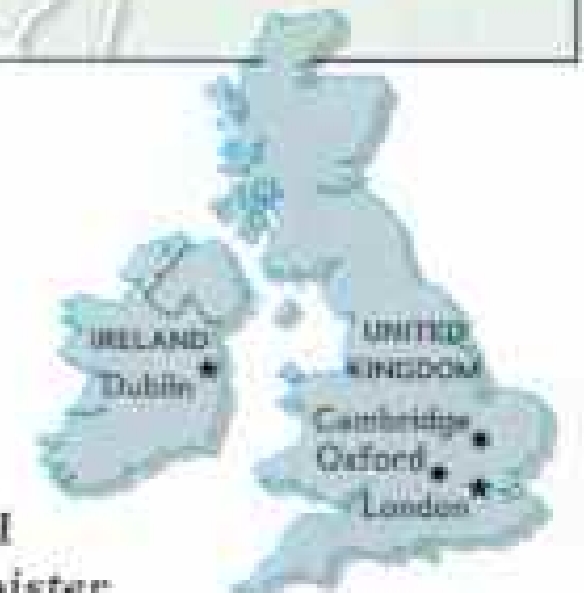 IRELAND
Dublin
UNITED
KINGDOM
Cambridge
Oxford
London